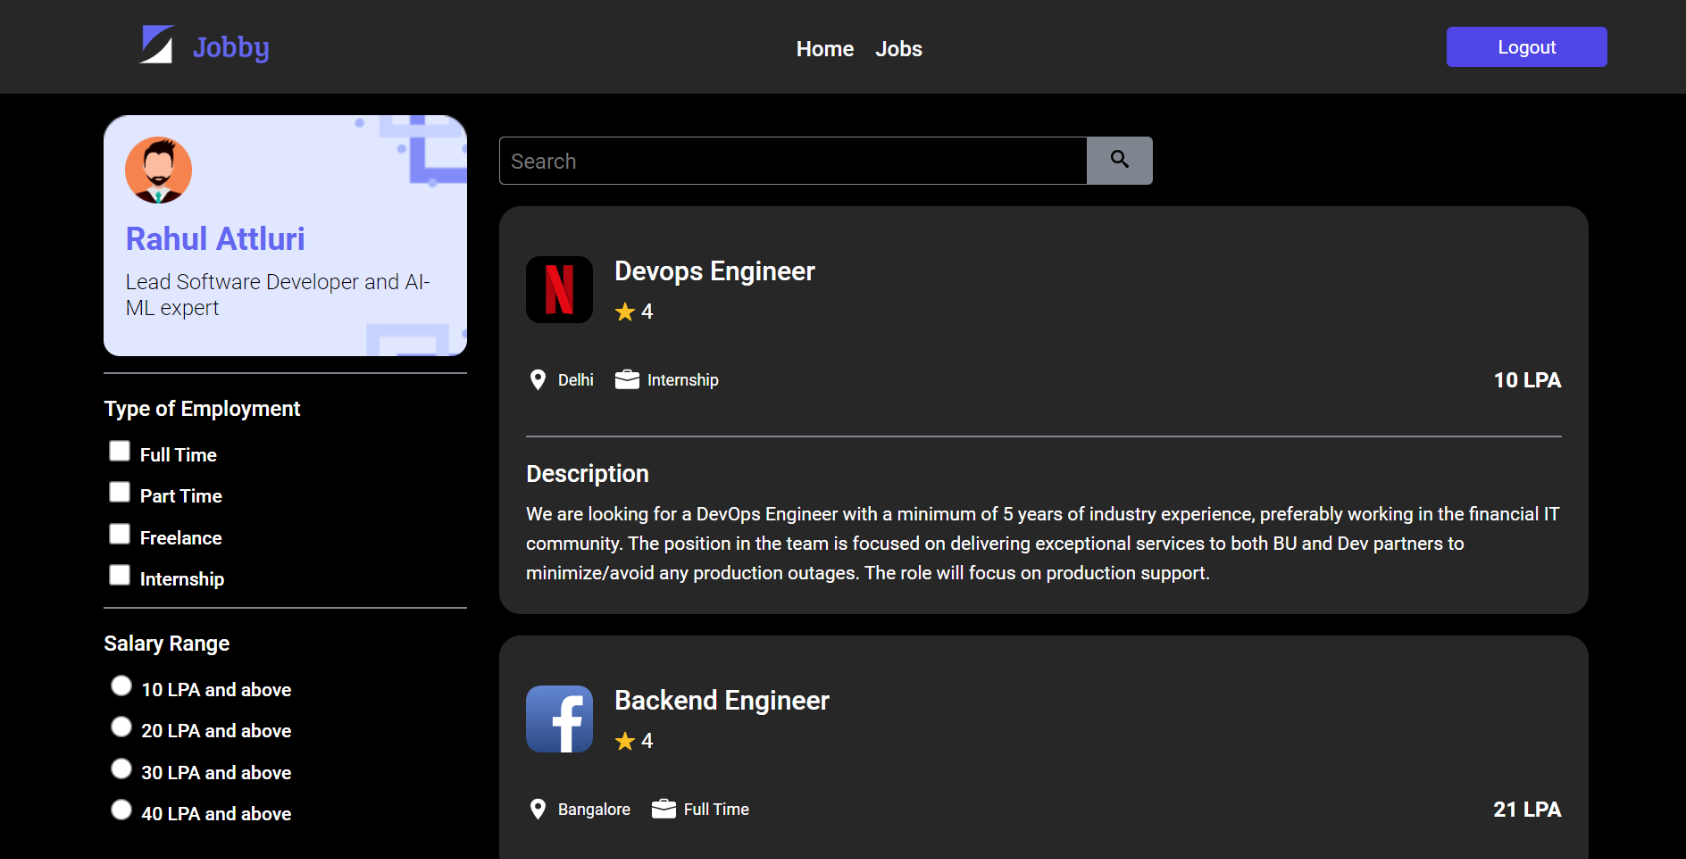 Jobby
Home Jobs
Logout
Rahul Attluri
Lead Software Developer and AI-
ML expert
Type of Employment
Full Time
Part Time
Freelance
Internship
Salary Range
10 LPA and above
20 LPA and above
30 LPA and above
40 LPA and above
Search
N
Devops Engineer
4
Delhi Internship 10 LPA
Description
We are looking for a DevOps Engineer with a minimum of 5 years of industry experience, preferably working in the financial IT
community. The position in the team is focused on delivering exceptional services to both BU and Dev partners to
minimize/avoid any production outages. The role will focus on production support.
f
Backend Engineer
4
Bangalore Full Time 21 LPA